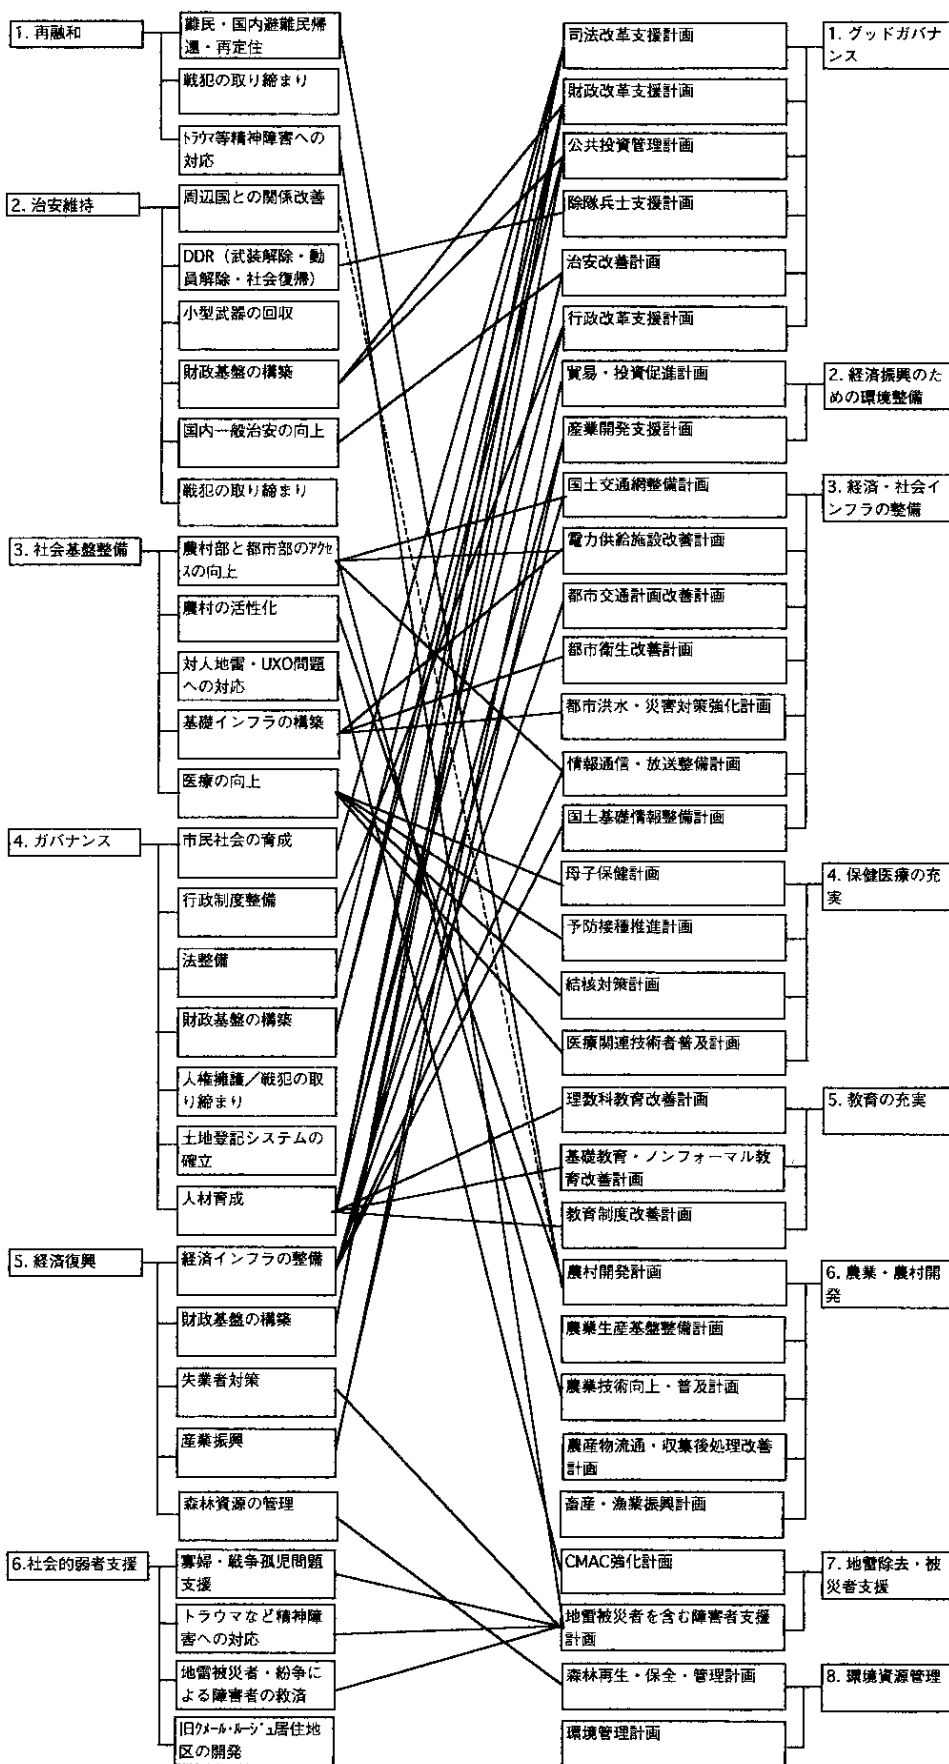 1. 再融和
難民・国内避難民帰
還・再定住
戦犯の取り締まり
トラウマ等精神障害への
対応
2. 治安維持
周辺国との関係改善
DDR（武装解除・動
員解除・社会復帰）
小型武器の回収
財政基盤の構築
国内一般治安の向上
戦犯の取り締まり
3. 社会基盤整備
農村部と都市部のアクセ
スの向上
農村の活性化
対人地雷・UXO問題
への対応
基礎インフラの構築
医療の向上
4. ガバナンス
市民社会の育成
行政制度整備
法整備
財政基盤の構築
人権擁護／戦犯の取
り締まり
土地登記システムの
確立
人材育成
5. 経済復興
経済インフラの整備
財政基盤の構築
失業者対策
産業振興
森林資源の管理
6.社会的弱者支援
寡婦・戦争孤児問題
支援
トラウマなど精神障
害への対応
地雷被災者・紛争によ
る障害者の救済
旧クメール・ルージュ居住地
区の開発
司法改革支援計画
財政改革支援計画
公共投資管理計画
除隊兵士支援計画
治安改善計画
行政改革支援計画
貿易・投資促進計画
産業開発支援計画
国土交通網整備計画
電力供給施設改善計画
都市交通計画改善計画
都市衛生改善計画
都市洪水・災害対策強化計画
情報通信・放送整備計画
国土基礎情報整備計画
母子保健計画
予防接種推進計画
結核対策計画
医療関連技術者普及計画
理数科教育改善計画
基礎教育・ノンフォーマル教
育改善計画
教育制度改善計画
農村開発計画
農業生産基盤整備計画
農業技術向上・普及計画
農産物流通・収集後処理改善
計画
畜産・漁業振興計画
CMAC強化計画
地雷被災者を含む障害者支援
計画
森林再生・保全・管理計画
環境管理計画
1. グッドガバナ
ンス
2. 経済振興のた
めの環境整備
3. 経済・社会イ
ンフラの整備
4. 保健医療の充
実
5. 教育の充実
6. 農業・農村開
発
7. 地雷除去・被
災者支援
8. 環境資源管理